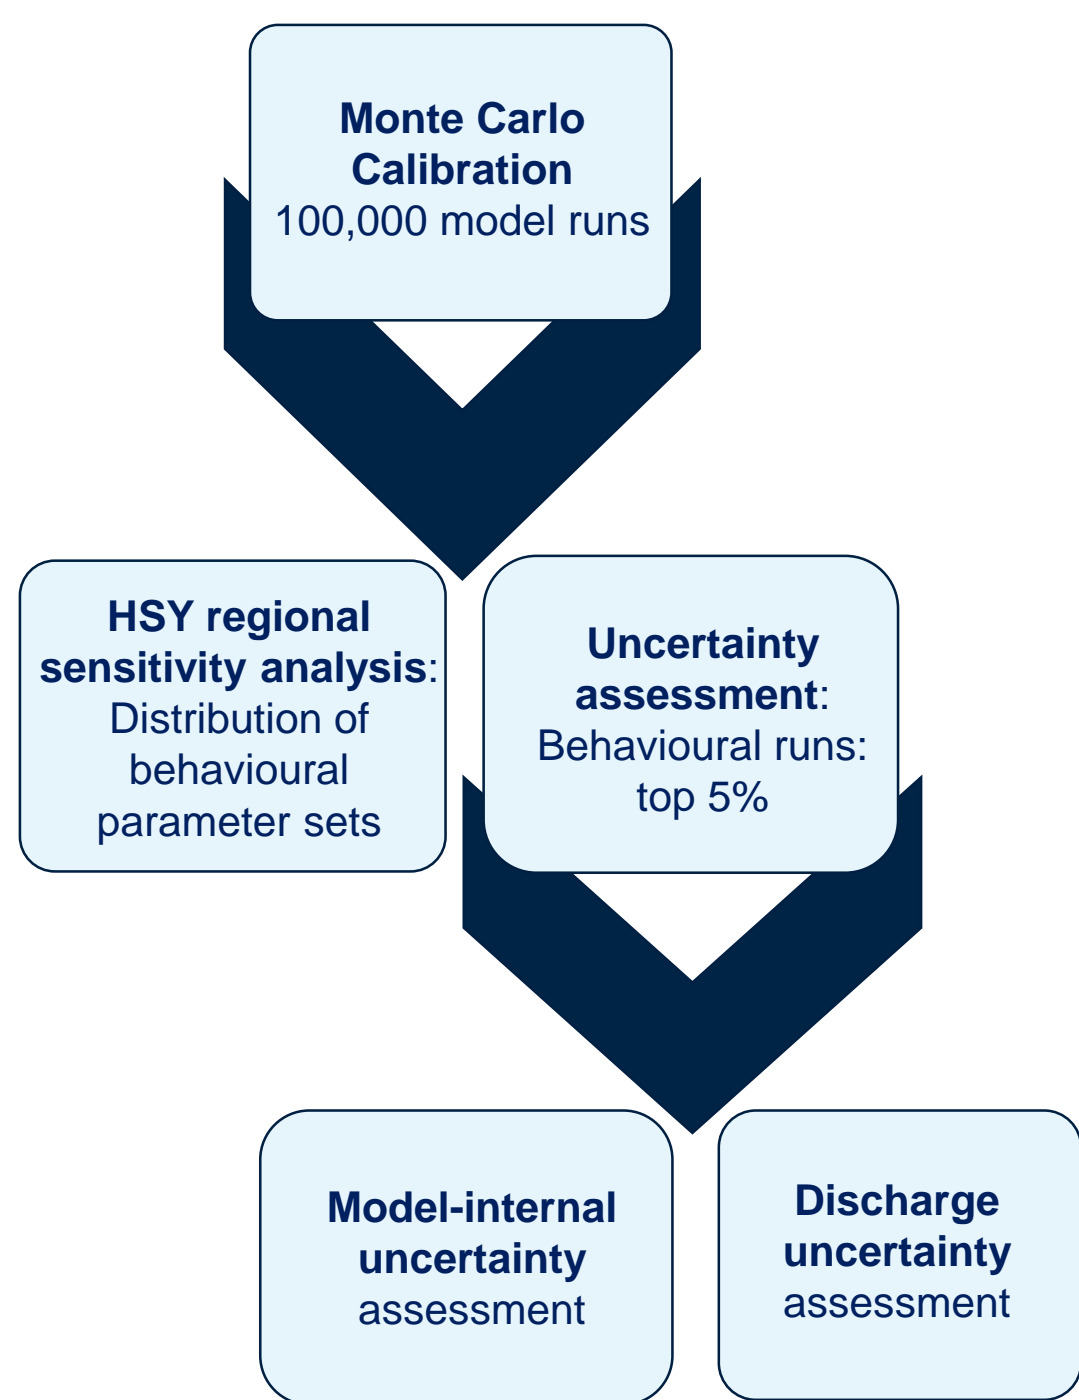 Monte Carlo
Calibration
100,000 model runs
HSY regional
sensitivity analysis:
Distribution of
behavioural
parameter sets
Uncertainty
assessment:
Behavioural runs:
top 5%
Model-internal
uncertainty
assessment
Discharge
uncertainty
assessment